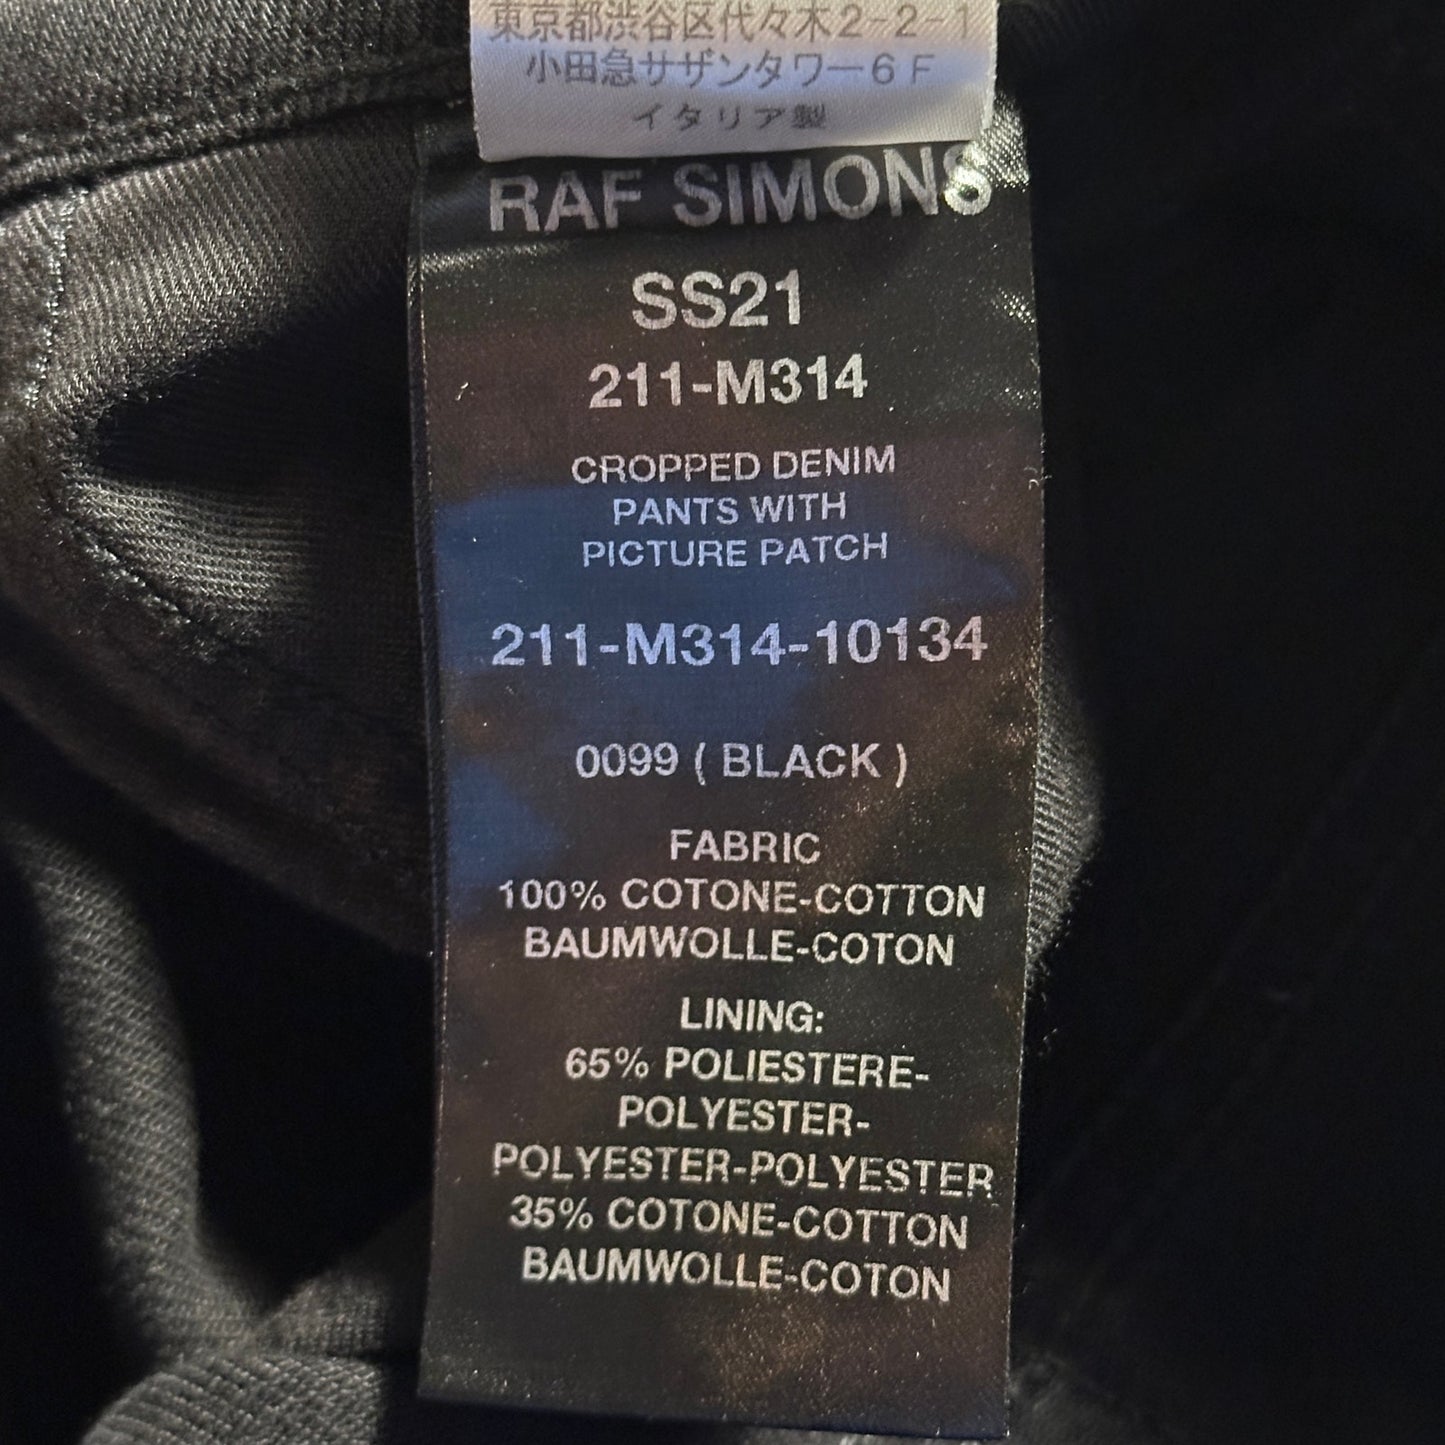 東京都渋谷区代々木2-2-1
小田急サザンタワー6F
イタリア製
RAF SIMONS
SS21
211-M314
CROPPED DENIM
PANTS WITH
PICTURE PATCH
211-M314-10134
0099 ( BLACK )
FABRIC
100% COTONE-COTTON
BAUMWOLLE-COTON
LINING:
65% POLIESTERE-
POLYESTER-
POLYESTER-POLYESTER
35% COTONE-COTTON
BAUMWOLLE-COTON